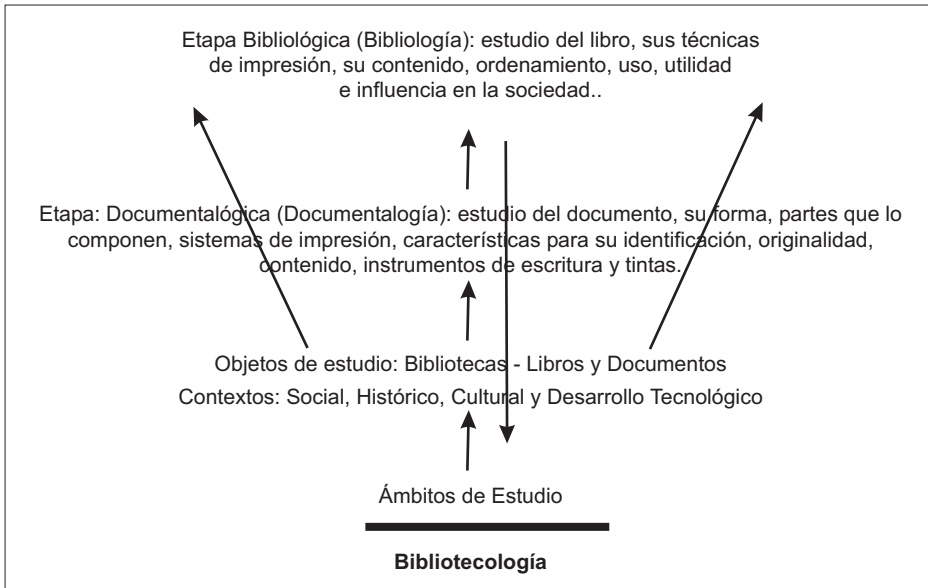 Etapa Bibliológica (Bibliología): estudio del libro, sus técnicas
de impresión, su contenido, ordenamiento, uso, utilidad
e influencia en la sociedad..
Etapa: Documentalógica (Documentalogía): estudio del documento, su forma, partes que lo
componen, sistemas de impresión, características para su identificación, originalidad,
contenido, instrumentos de escritura y tintas.
Objetos de estudio: Bibliotecas - Libros y Documentos
Contextos: Social, Histórico, Cultural y Desarrollo Tecnológico
Ámbitos de Estudio
Bibliotecología